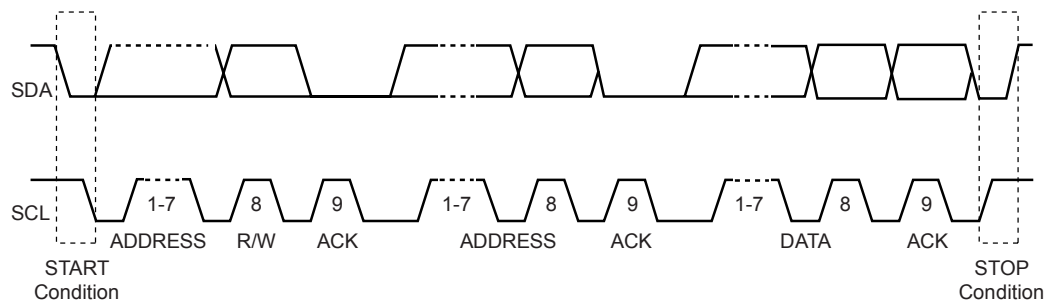 SDA
SCL
1-7 8 9 1-7 8 9 1-7 8 9
ADDRESS R/W ACK ADDRESS ACK DATA ACK
START
Condition
STOP
Condition